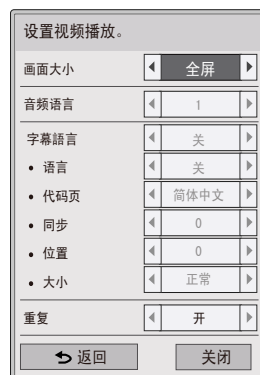 设置视频播放。
画面大小 全屏
音频语言 1
字幕語言 关
• 语言 关
• 代码页 简体中文
• 同步 0
• 位置 0
• 大小 正常
重复 开
返回 关闭